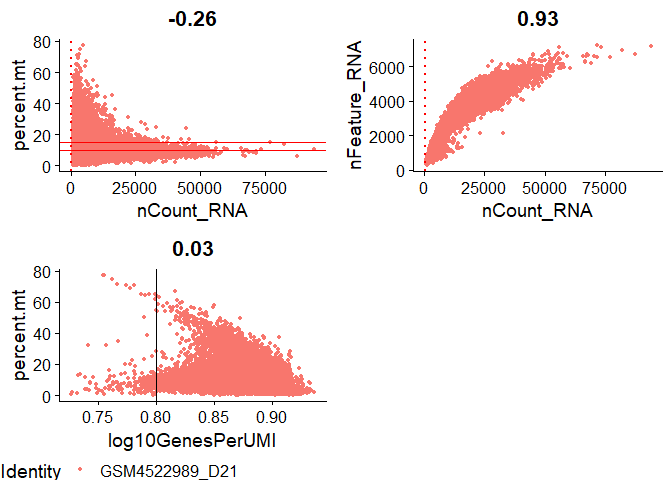 -0.26
percent.mt
80
60
40
20
0
0 25000 50000 75000
nCount_RNA
0.93
nFeature_RNA
6000
4000
2000
0
0 25000 50000 75000
nCount_RNA
0.03
percent.mt
80
60
40
20
0
0.75 0.80 0.85 0.90
log10GenesPerUMI
Identity GSM4522989_D21